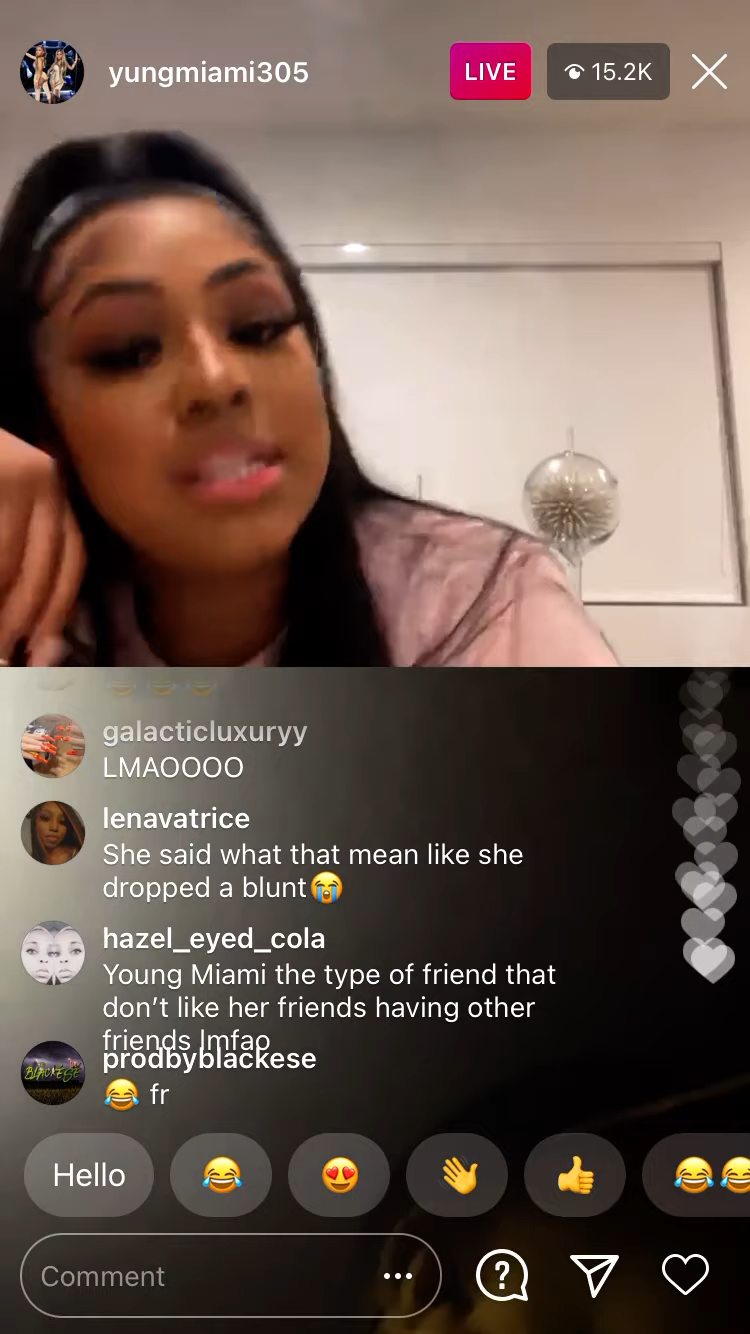 yungmiami305
LIVE
15.2K
😂😂😂
galacticluxuryy
LMAOOOO
lenavatrice
She said what that mean like she
dropped a blunt😭
hazel_eyed_cola
Young Miami the type of friend that
don’t like her friends having other
friends lmfao
BLACKESE
prodbyblackese
😂 fr
Hello
😂
😍
👋
👍
😂😂
Comment